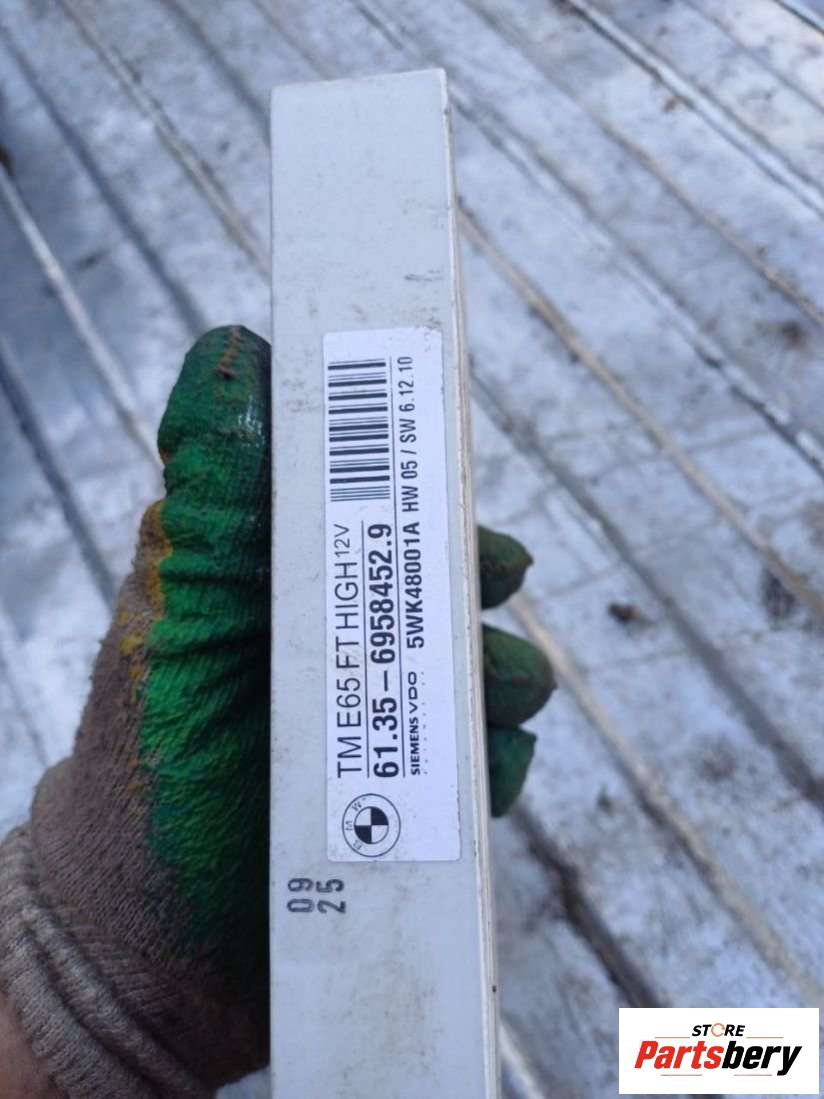 TM E65 FT HIGH 12V
61.35-6958452.9
SIEMENS VDO 5WK48001A HW 05 / SW 6.12.10
BMW
09
25
STORE
Partsbery